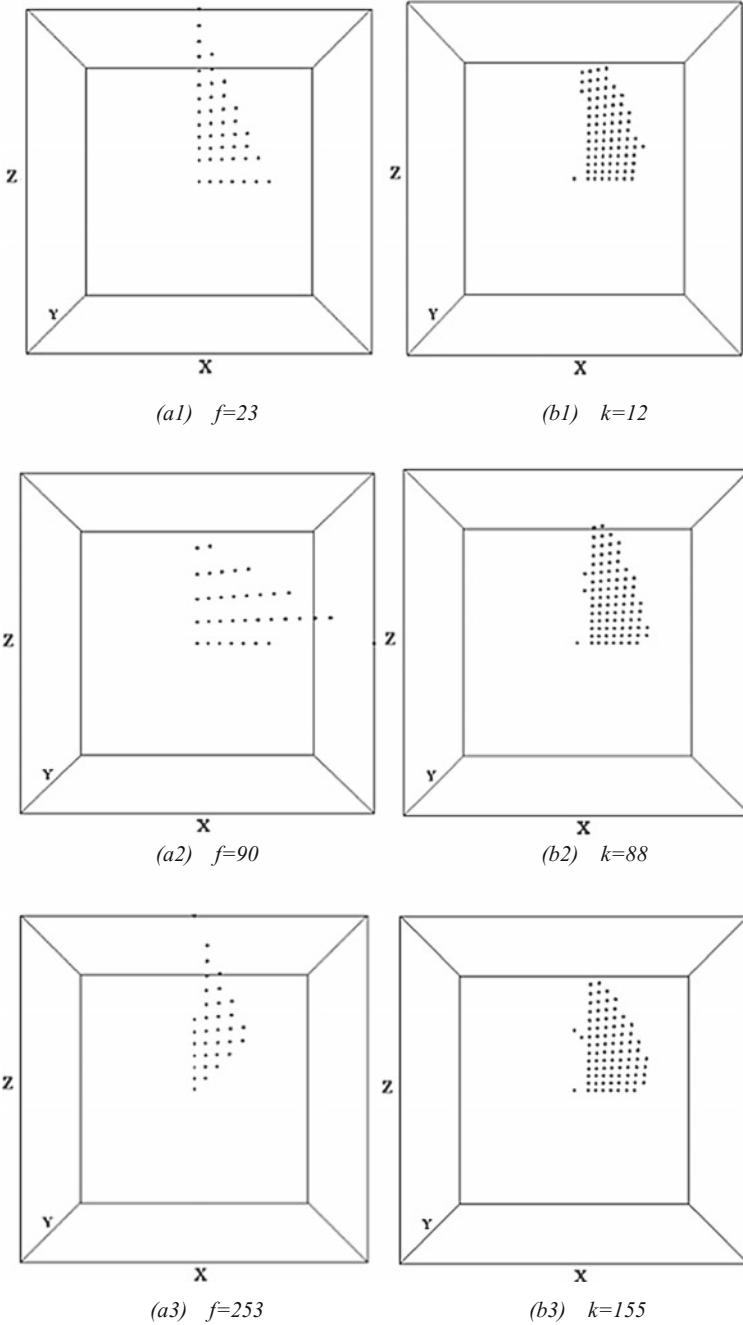 Z
Z
Y
Y
X
X
(a1) f=23
(b1) k=12
Z
Z
Y
Y
X
X
(a2) f=90
(b2) k=88
Z
Z
Y
Y
X
X
(a3) f=253
(b3) k=155